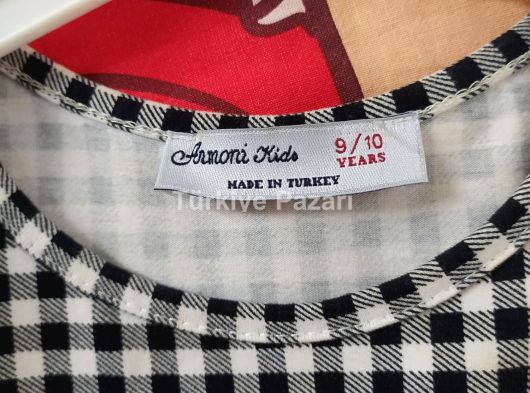 Armoni Kids
9/10
YEARS
MADE IN TURKEY
Türkiye Pazarı